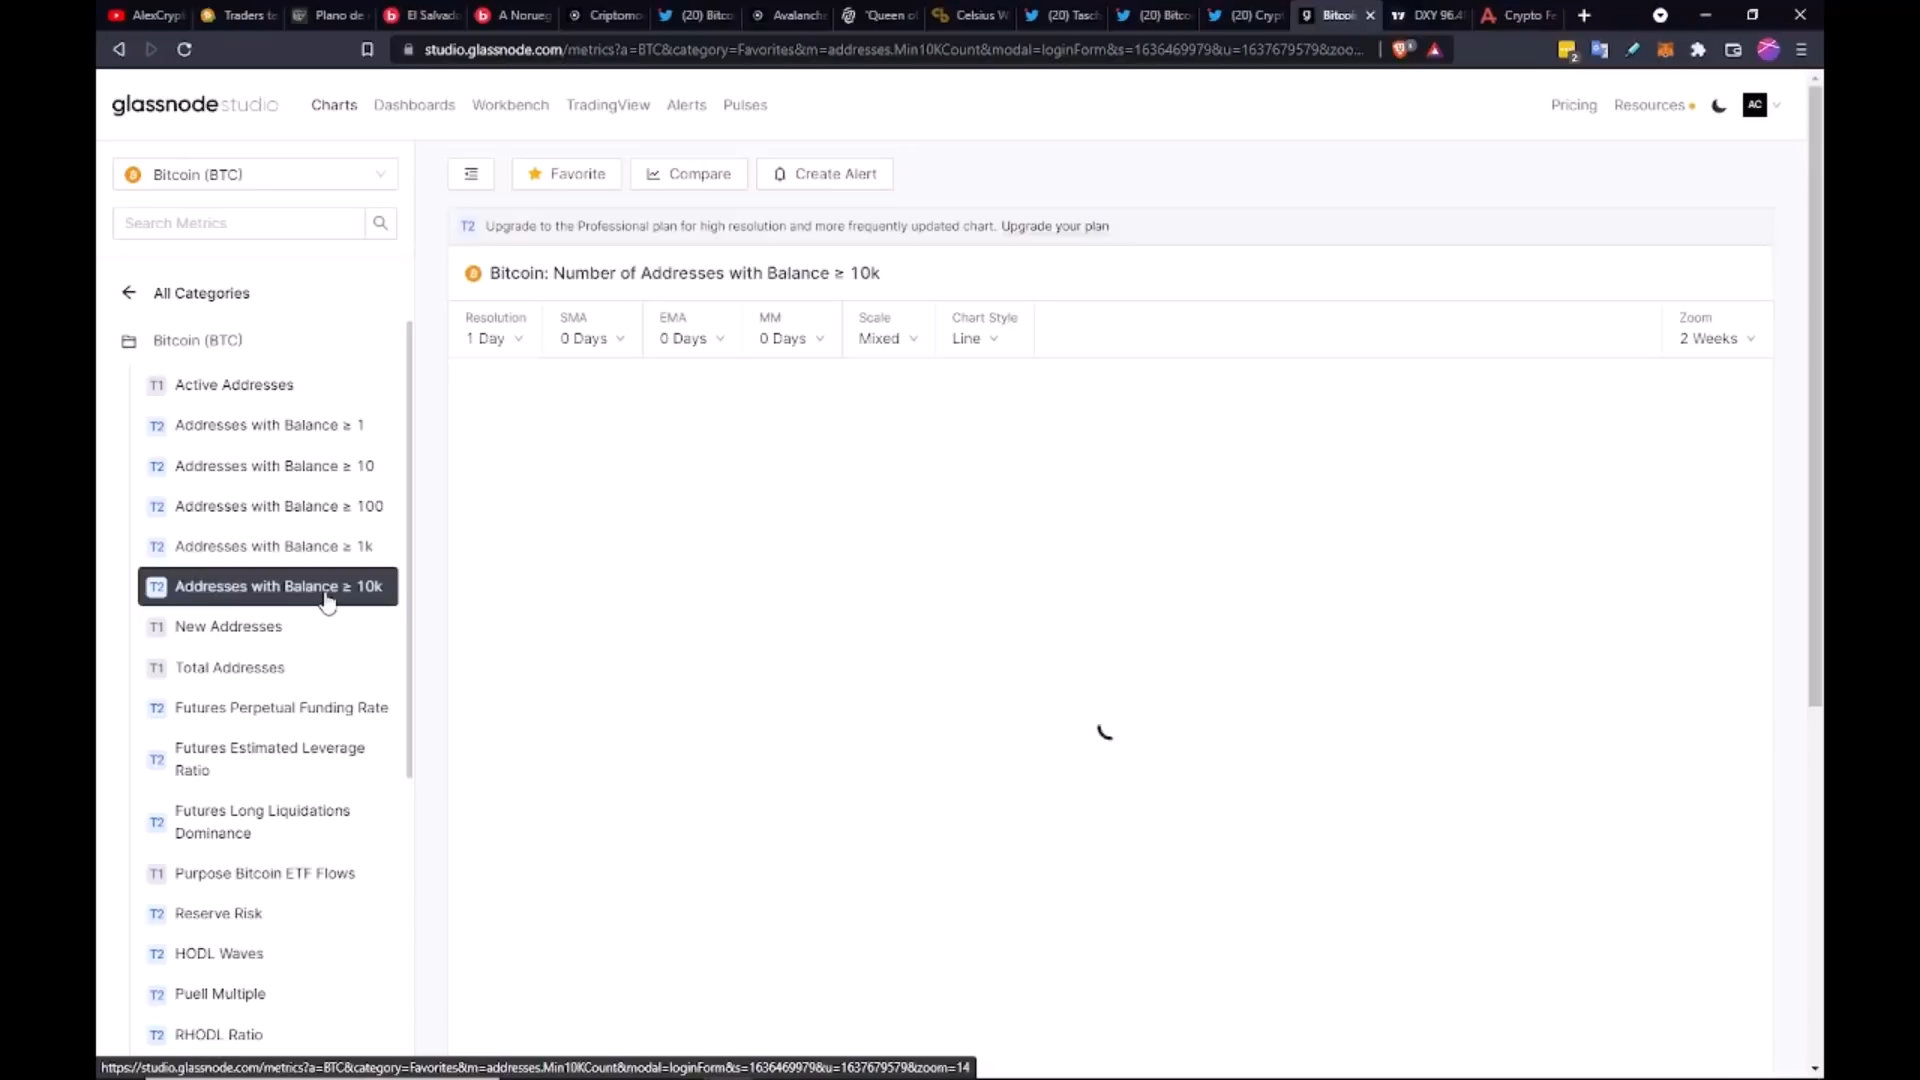 AlexCryp
Traders te
Plano de
El Salvado
A Norueg
Criptomo
(20) Bitco
Avalanche
"Queen o
Celsius W
(20) Tasc
(20) Bitco
(20) Cryp
Bitcoi
DXY 96.4
Crypto Fe
studio.glassnode.com/metrics?a=BTC&category=Favorites&m=addresses.Min10KCount&modal=loginForm&s=1636469979&u=1637679579&zoo...
2
glassnodestudio
Charts
Dashboards
Workbench
TradingView
Alerts
Pulses
Pricing
Resources
AC
Bitcoin (BTC)
Search Metrics
Favorite
Compare
Create Alert
T2 Upgrade to the Professional plan for high resolution and more frequently updated chart. Upgrade your plan
Bitcoin: Number of Addresses with Balance ≥ 10k
Resolution
1 Day
SMA
0 Days
EMA
0 Days
MM
0 Days
Scale
Mixed
Chart Style
Line
Zoom
2 Weeks
All Categories
Bitcoin (BTC)
T1 Active Addresses
T2 Addresses with Balance ≥ 1
T2 Addresses with Balance ≥ 10
T2 Addresses with Balance ≥ 100
T2 Addresses with Balance ≥ 1k
T2 Addresses with Balance ≥ 10k
T1 New Addresses
T1 Total Addresses
T2 Futures Perpetual Funding Rate
T2 Futures Estimated Leverage
Ratio
T2 Futures Long Liquidations
Dominance
T1 Purpose Bitcoin ETF Flows
T2 Reserve Risk
T2 HODL Waves
T2 Puell Multiple
T2 RHODL Ratio
https://studio.glassnode.com/metrics?a=BTC&category=Favorites&m=addresses.Min10KCount&modal=loginForm&s=1636469979&u=1637679579&zoom=14